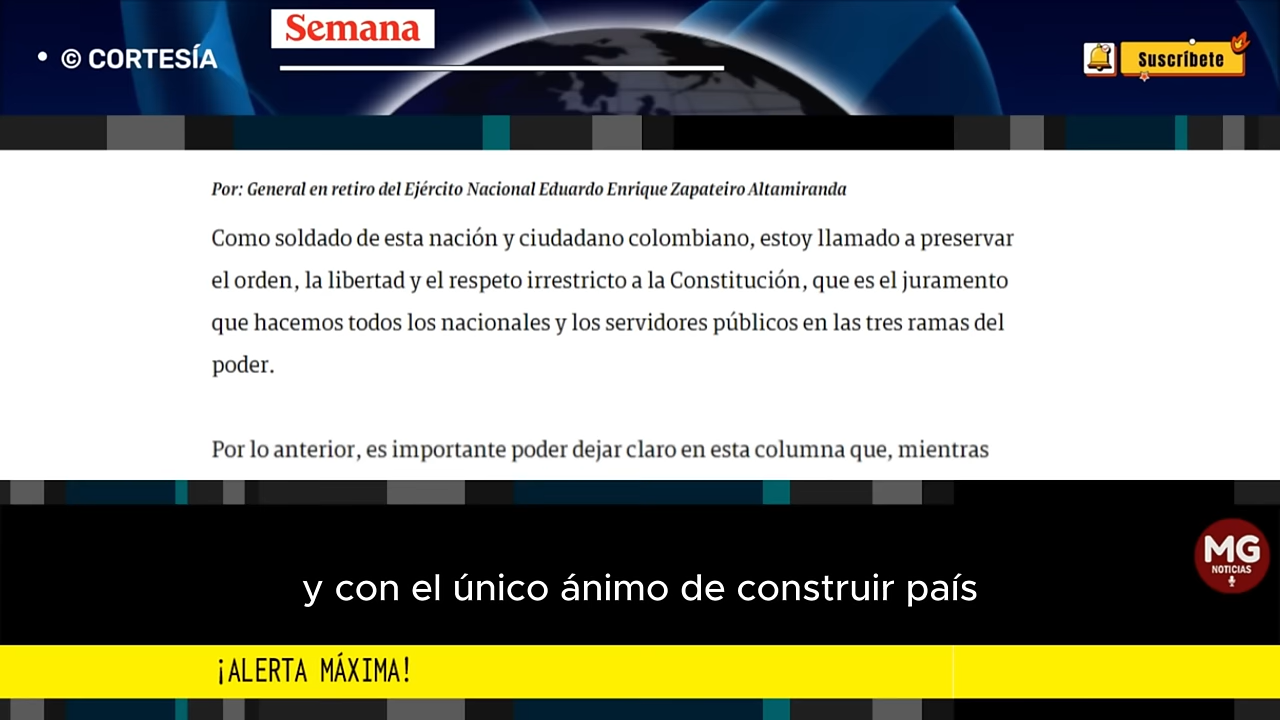 Semana
• © CORTESÍA
Suscríbete
Por: General en retiro del Ejército Nacional Eduardo Enrique Zapateiro Altamiranda
Como soldado de esta nación y ciudadano colombiano, estoy llamado a preservar
el orden, la libertad y el respeto irrestricto a la Constitución, que es el juramento
que hacemos todos los nacionales y los servidores públicos en las tres ramas del
poder.
Por lo anterior, es importante poder dejar claro en esta columna que, mientras
MG
NOTICIAS
y con el único ánimo de construir país
¡ALERTA MÁXIMA!